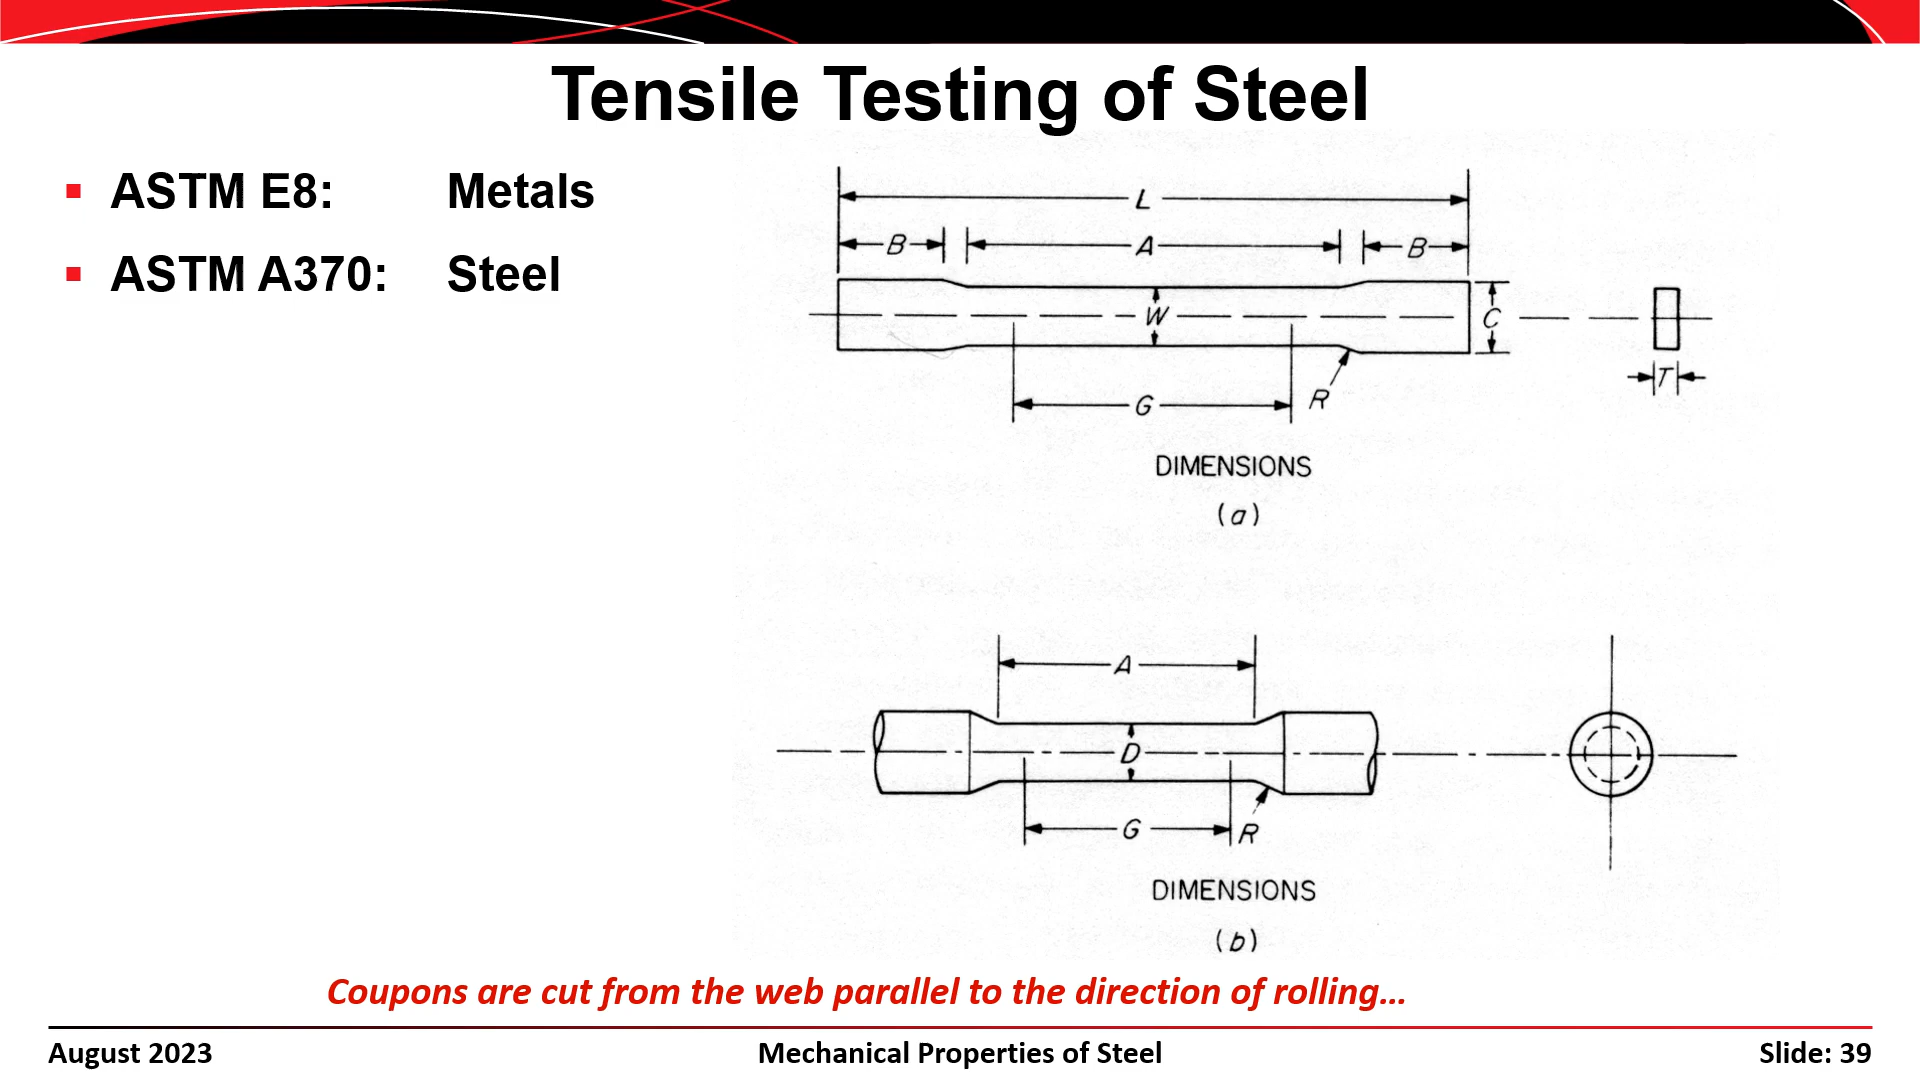 Tensile Testing of Steel
ASTM E8: Metals
ASTM A370: Steel
L
B A B
W
C
T
R
G
DIMENSIONS
(a)
A
D
G R
DIMENSIONS
(b)
Coupons are cut from the web parallel to the direction of rolling...
August 2023 Mechanical Properties of Steel Slide: 39